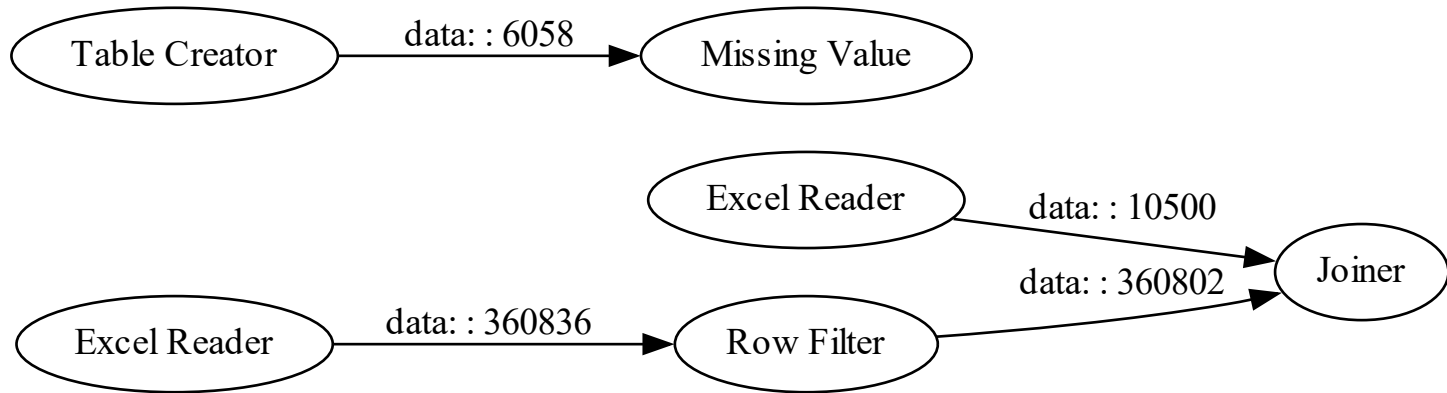 Table Creator
data: : 6058
Missing Value
Excel Reader
data: : 10500
Joiner
data: : 360802
Excel Reader
data: : 360836
Row Filter